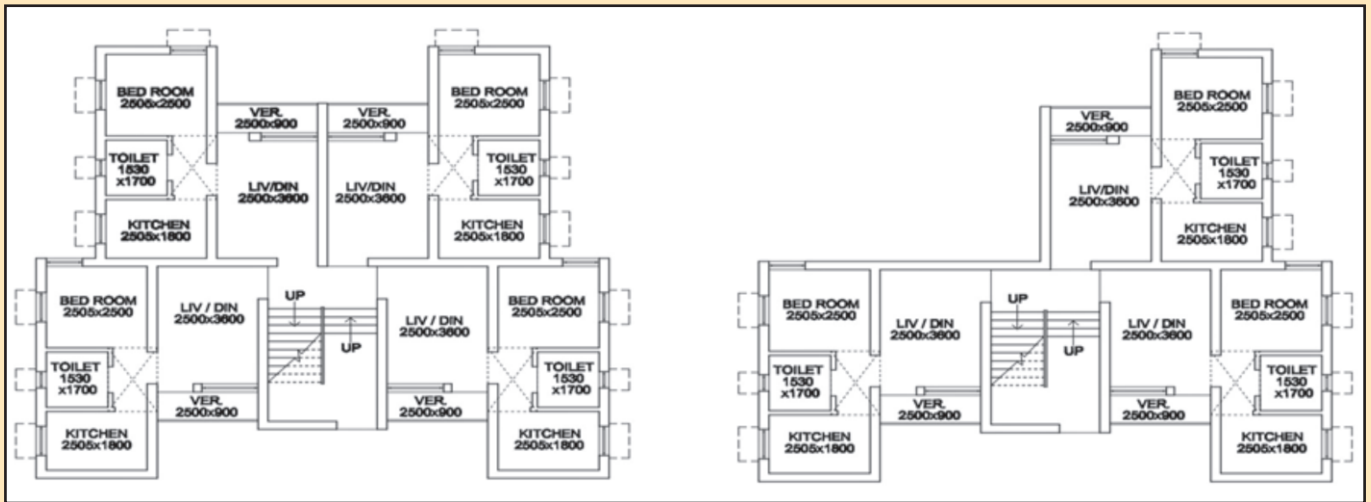 BED ROOM
2505x2500
VER.
2500x900
VER.
2500x900
BED ROOM
2505x2500
TOILET
1530
x1700
LIV/DIN
2500x3600
LIV/DIN
2500x3600
TOILET
1530
x1700
KITCHEN
2505x1800
KITCHEN
2505x1800
BED ROOM
2505x2500
LIV / DIN
2500x3600
UP
UP
LIV / DIN
2500x3600
BED ROOM
2505x2500
TOILET
1530
x1700
VER.
2500x900
VER.
2500x900
TOILET
1530
x1700
KITCHEN
2505x1800
KITCHEN
2505x1800
BED ROOM
2505x2500
VER.
2500x900
TOILET
1530
x1700
LIV/DIN
2500x3600
KITCHEN
2505x1800
BED ROOM
2505x2500
LIV / DIN
2500x3600
UP
UP
LIV / DIN
2500x3600
BED ROOM
2505x2500
TOILET
1530
x1700
VER.
2500x900
VER.
2500x900
TOILET
1530
x1700
KITCHEN
2505x1800
KITCHEN
2505x1800